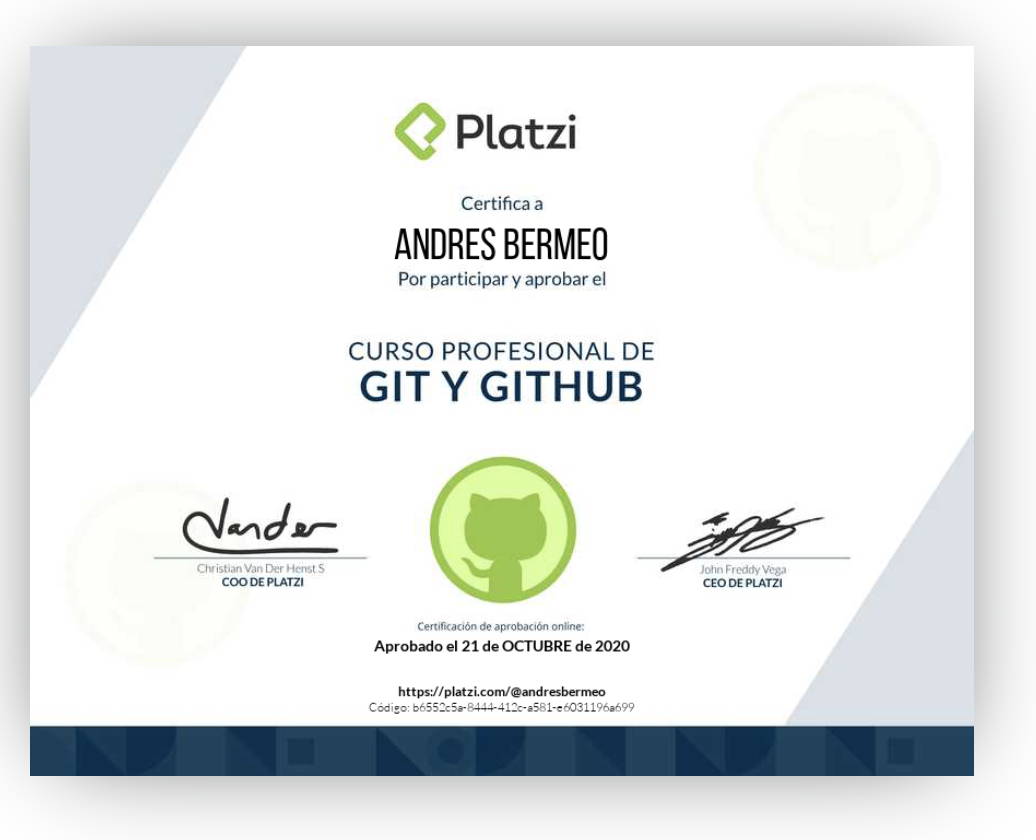 Platzi
Certifica a
ANDRES BERMEO
Por participar y aprobar el
CURSO PROFESIONAL DE
GIT Y GITHUB
Vander
Christian Van Der Henst S
COO DE PLATZI
John Freddy Vega
CEO DE PLATZI
Certificación de aprobación online:
Aprobado el 21 de OCTUBRE de 2020
https://platzi.com/@andresbermeo
Código: b6552c5a-8444-412c-a581-e6031196a699